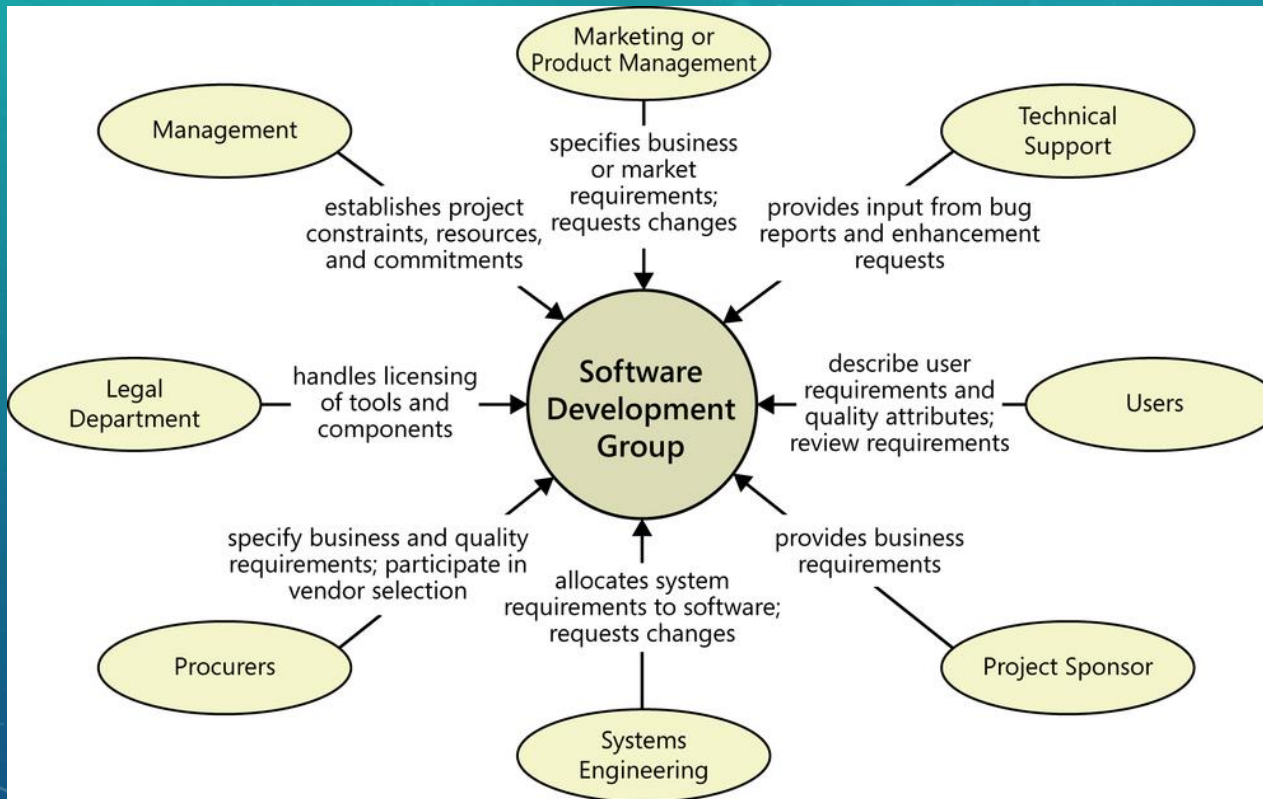 Marketing or
Product Management
Management
Technical
Support
specifies business
or market
requirements;
requests changes
establishes project
constraints, resources,
and commitments
provides input from bug
reports and enhancement
requests
Legal
Department
handles licensing
of tools and
components
Software
Development
Group
describe user
requirements and
quality attributes;
review requirements
Users
specify business and quality
requirements; participate in
vendor selection
allocates system
requirements to software;
requests changes
provides business
requirements
Procurers
Systems
Engineering
Project Sponsor